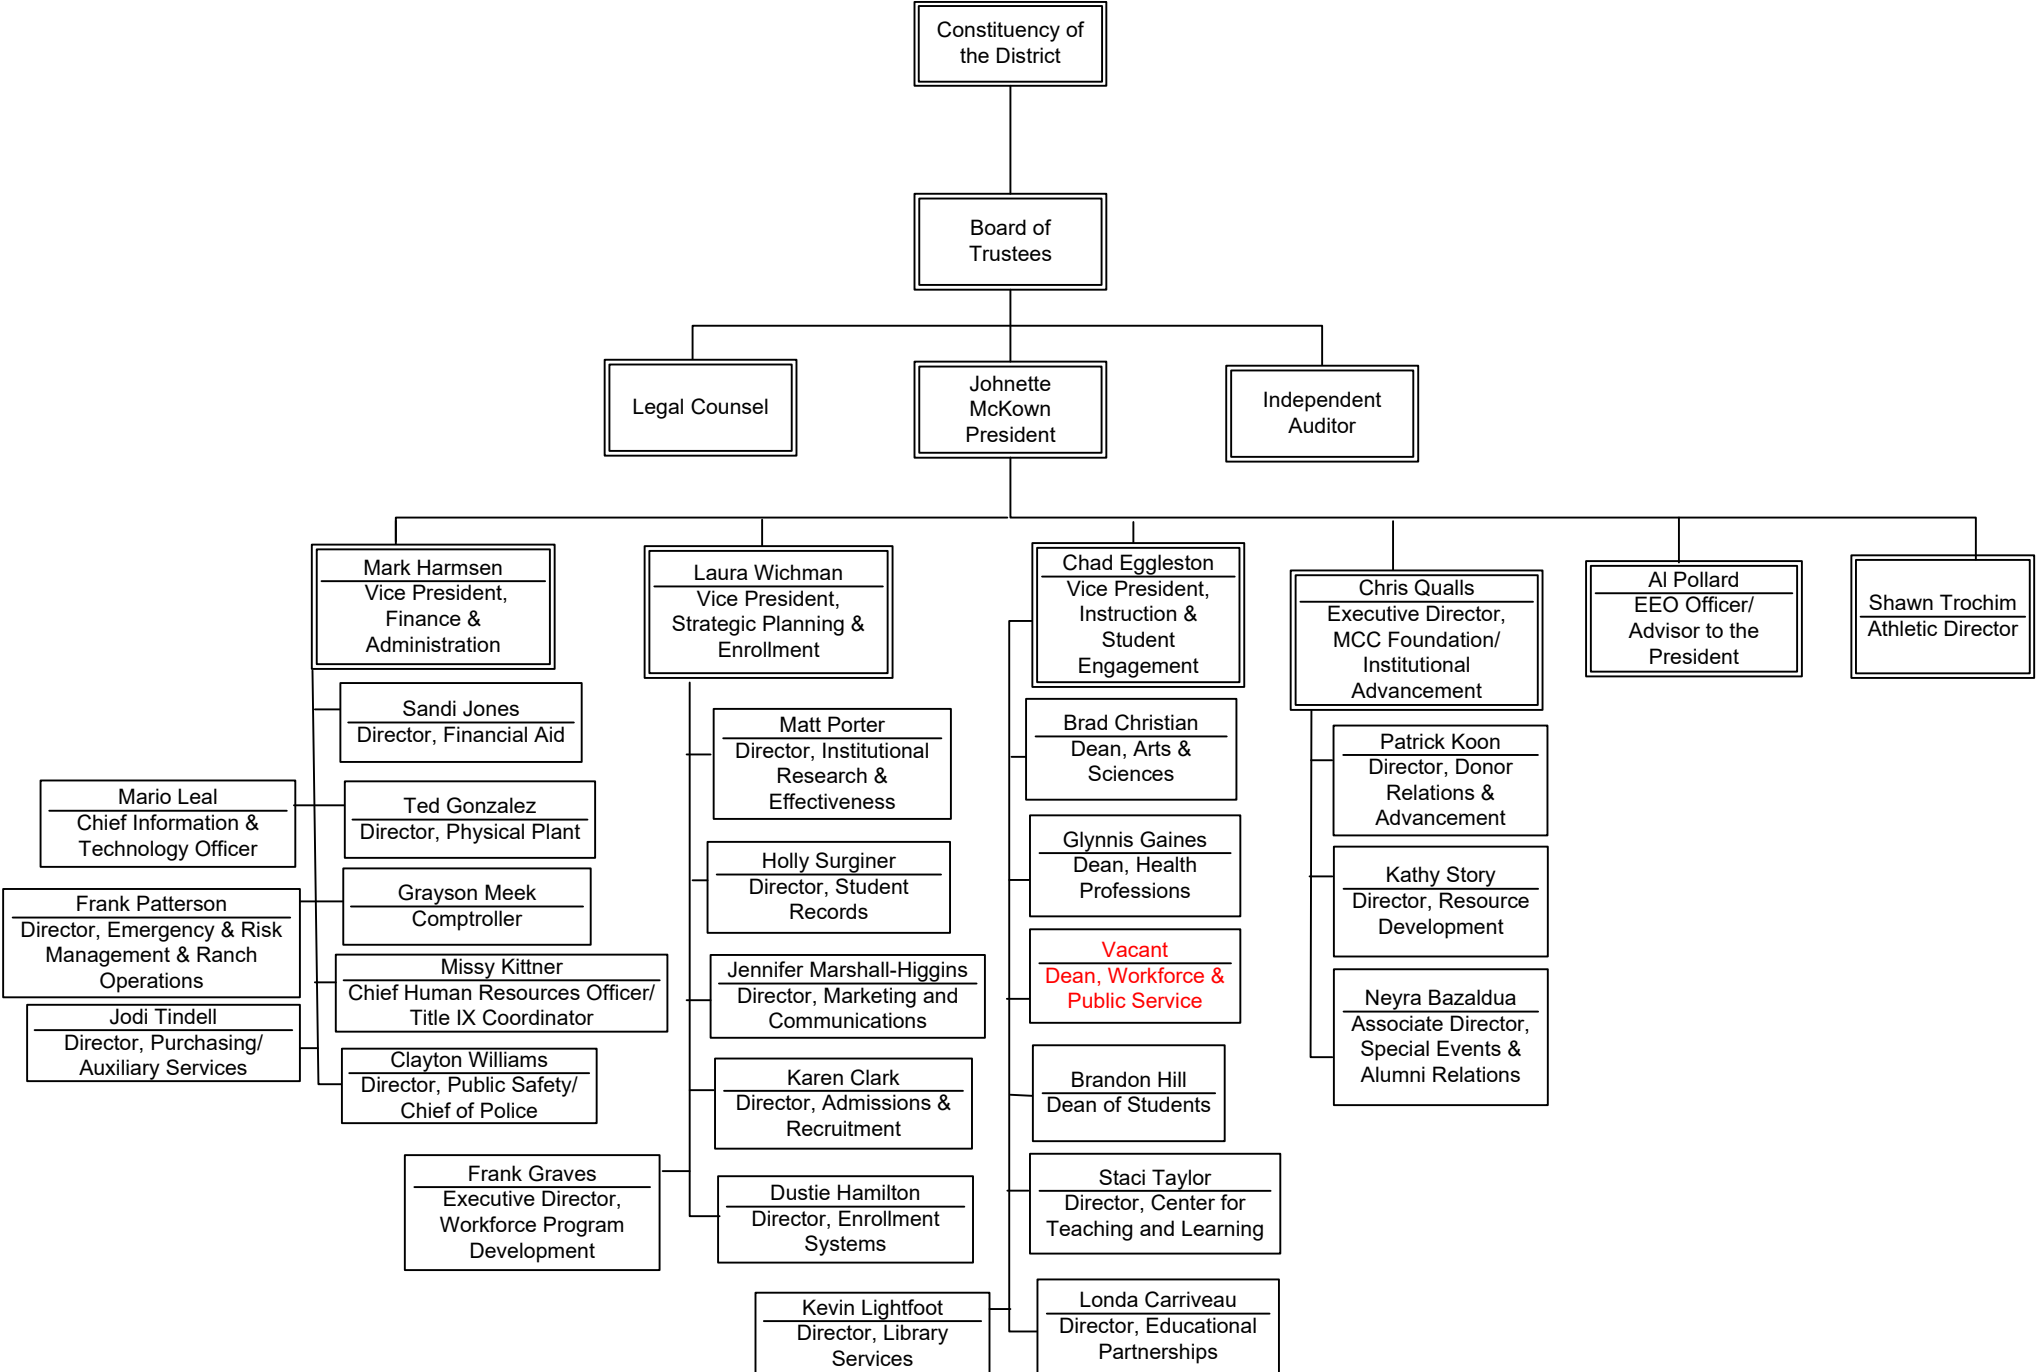 Constituency of
the District
Board of
Trustees
Legal Counsel
Johnette
McKown
President
Independent
Auditor
Mark Harmsen
Vice President,
Finance &
Administration
Laura Wichman
Vice President,
Strategic Planning &
Enrollment
Chad Eggleston
Vice President,
Instruction &
Student
Engagement
Chris Qualls
Executive Director,
MCC Foundation/
Institutional
Advancement
Al Pollard
EEO Officer/
Advisor to the
President
Shawn Trochim
Athletic Director
Sandi Jones
Director, Financial Aid
Mario Leal
Chief Information &
Technology Officer
Ted Gonzalez
Director, Physical Plant
Frank Patterson
Director, Emergency & Risk
Management & Ranch
Operations
Grayson Meek
Comptroller
Missy Kittner
Chief Human Resources Officer/
Title IX Coordinator
Jodi Tindell
Director, Purchasing/
Auxiliary Services
Clayton Williams
Director, Public Safety/
Chief of Police
Matt Porter
Director, Institutional
Research &
Effectiveness
Holly Surginer
Director, Student
Records
Jennifer Marshall-Higgins
Director, Marketing and
Communications
Karen Clark
Director, Admissions &
Recruitment
Frank Graves
Executive Director,
Workforce Program
Development
Dustie Hamilton
Director, Enrollment
Systems
Brad Christian
Dean, Arts &
Sciences
Glynnis Gaines
Dean, Health
Professions
Vacant
Dean, Workforce &
Public Service
Brandon Hill
Dean of Students
Staci Taylor
Director, Center for
Teaching and Learning
Kevin Lightfoot
Director, Library
Services
Londa Carriveau
Director, Educational
Partnerships
Patrick Koon
Director, Donor
Relations &
Advancement
Kathy Story
Director, Resource
Development
Neyra Bazaldua
Associate Director,
Special Events &
Alumni Relations